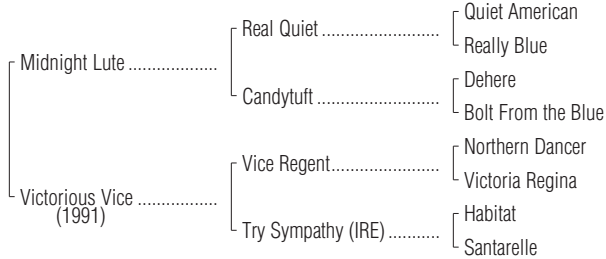 Quiet American
Real Quiet ........................
Really Blue
Midnight Lute ..................
Dehere
Candytuft .........................
Bolt From the Blue
Northern Dancer
Vice Regent......................
Victoria Regina
Victorious Vice ................
(1991)
Habitat
Try Sympathy (IRE) ...........
Santarelle